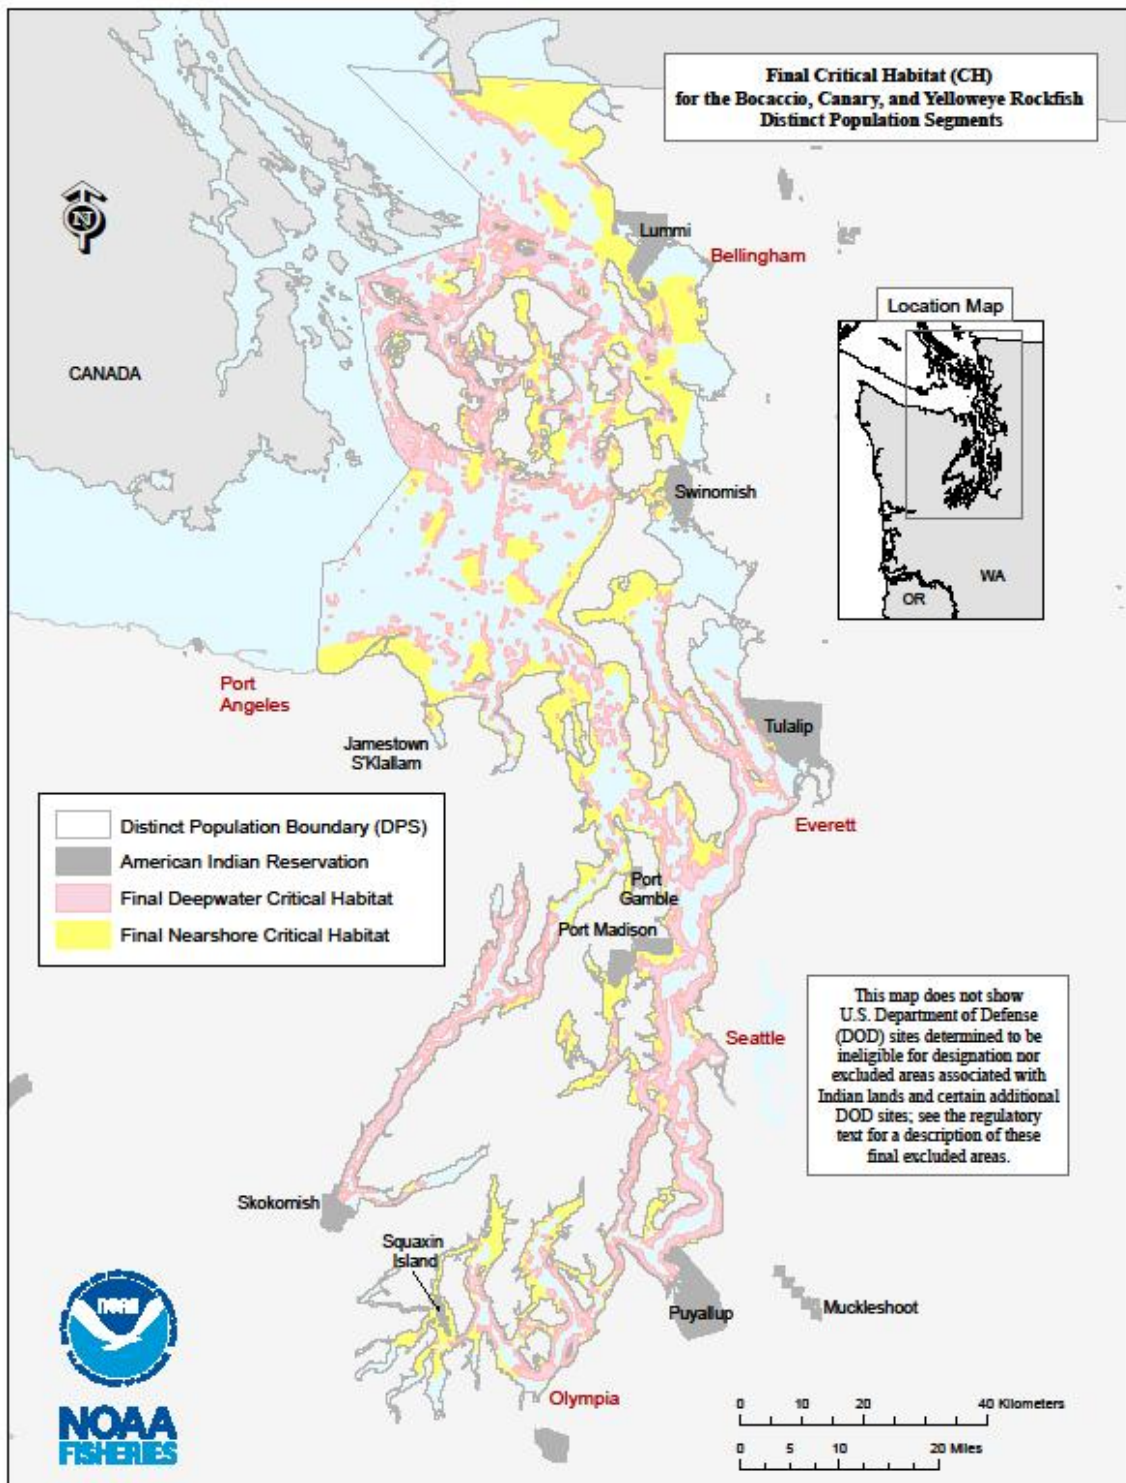 Final Critical Habitat (CH)
for the Bocaccio, Canary, and Yelloweye Rockfish
Distinct Population Segments
N
Lummi
Bellingham
Location Map
CANADA
WA
OR
Swinomish
Port
Angeles
Tulalip
Jamestown
S'Klallam
Everett
Distinct Population Boundary (DPS)
American Indian Reservation
Final Deepwater Critical Habitat
Final Nearshore Critical Habitat
Port
Gamble
Port Madison
This map does not show
U.S. Department of Defense
(DOD) sites determined to be
ineligible for designation nor
excluded areas associated with
Indian lands and certain additional
DOD sites; see the regulatory
text for a description of these
final excluded areas.
Seattle
Skokomish
Squaxin
Island
Puyallup
Muckleshoot
Olympia
noaa
NOAA
FISHERIES
0 10 20 40 Kilometers
0 5 10 20 Miles